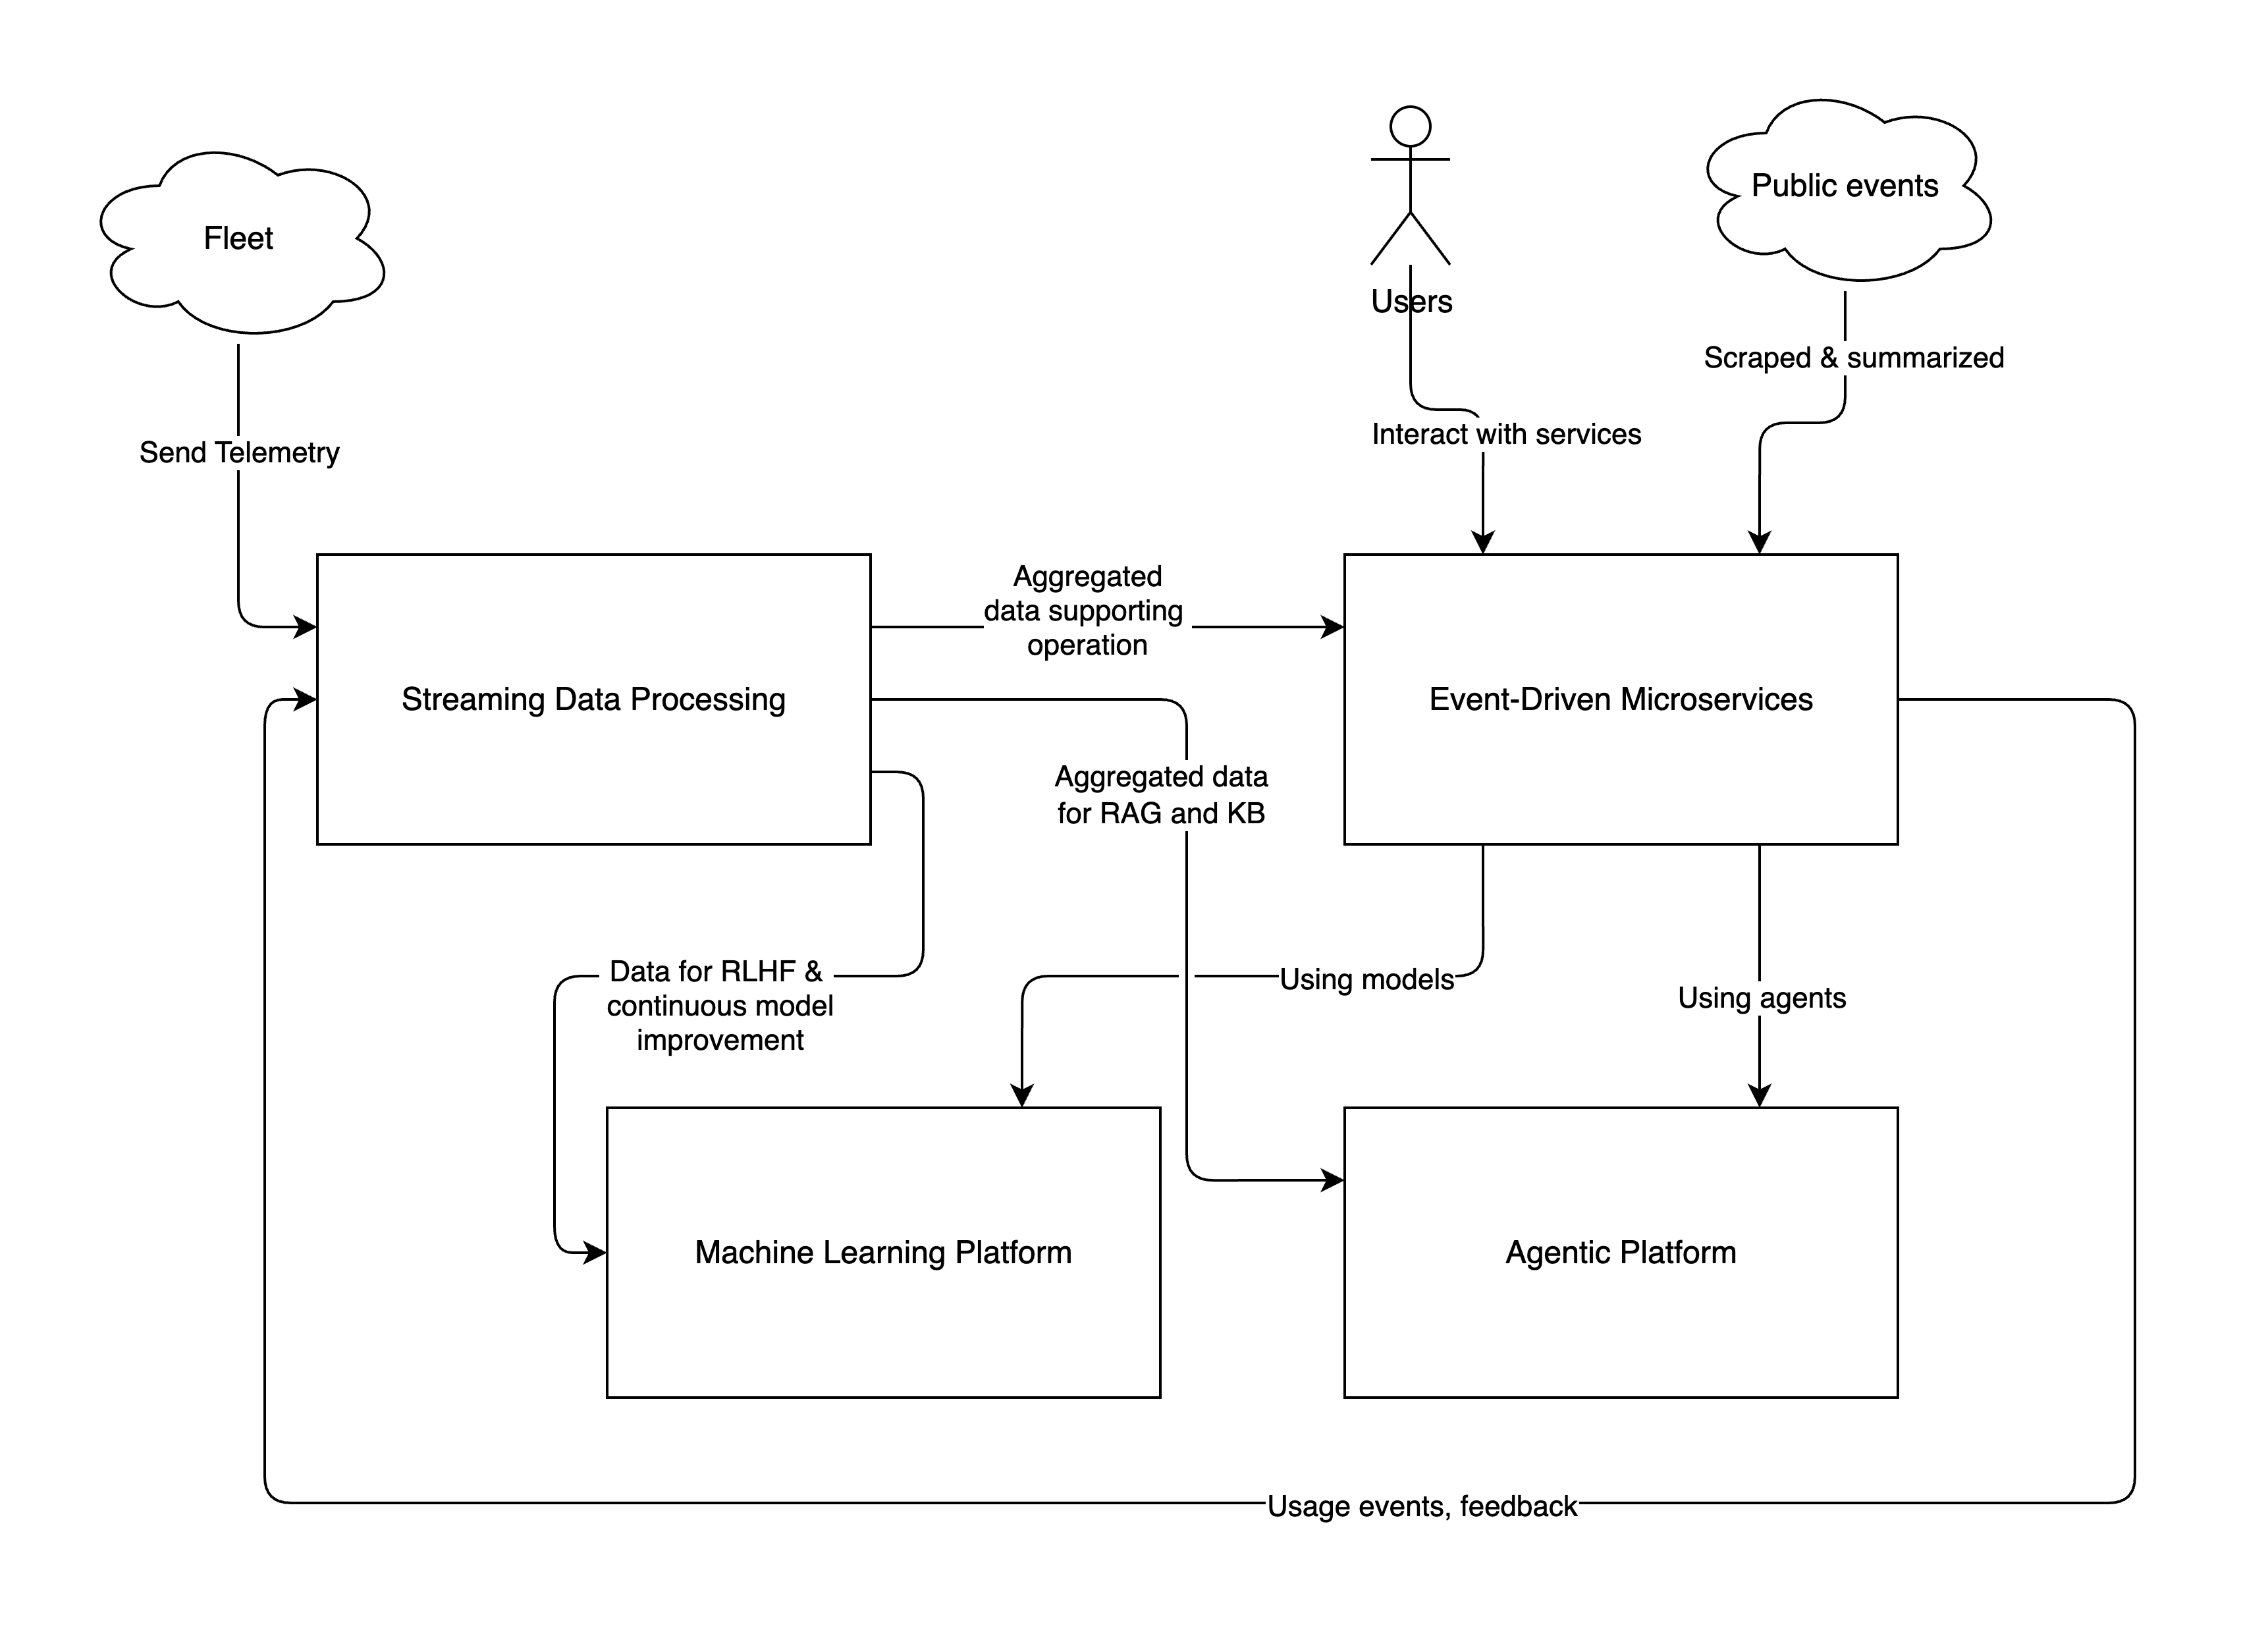 Fleet
Users
Public events
Scraped & summarized
Interact with services
Send Telemetry
Aggregated
data supporting
operation
Streaming Data Processing
Event-Driven Microservices
Aggregated data
for RAG and KB
Data for RLHF &
continuous model
improvement
Using models
Using agents
Machine Learning Platform
Agentic Platform
Usage events, feedback